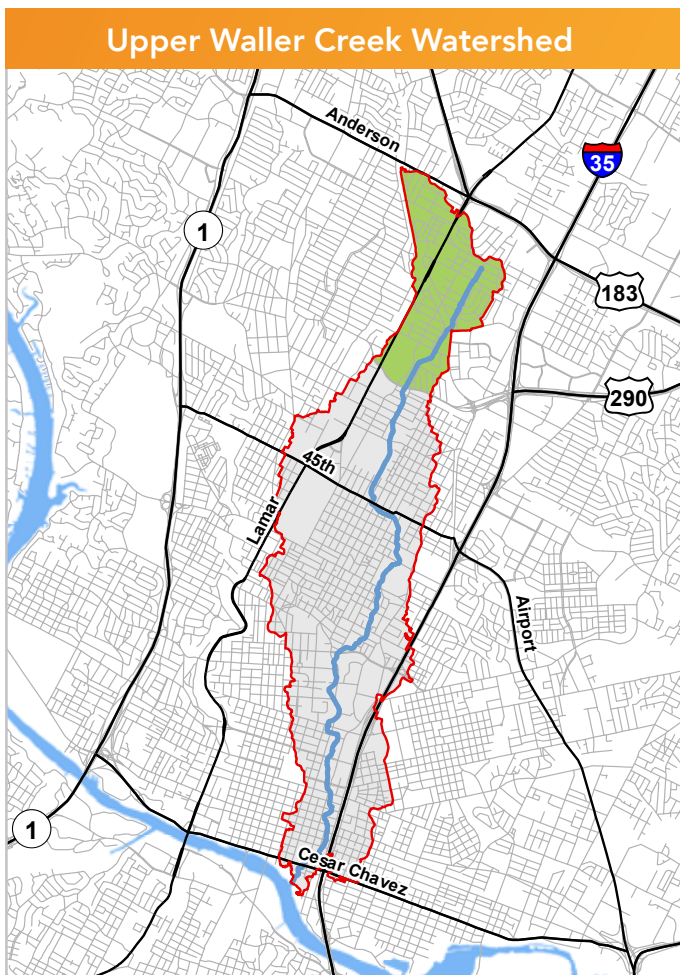 Upper Waller Creek Watershed
Anderson
35
1
183
290
45th
Lamar
Airport
1
Cesar Chavez